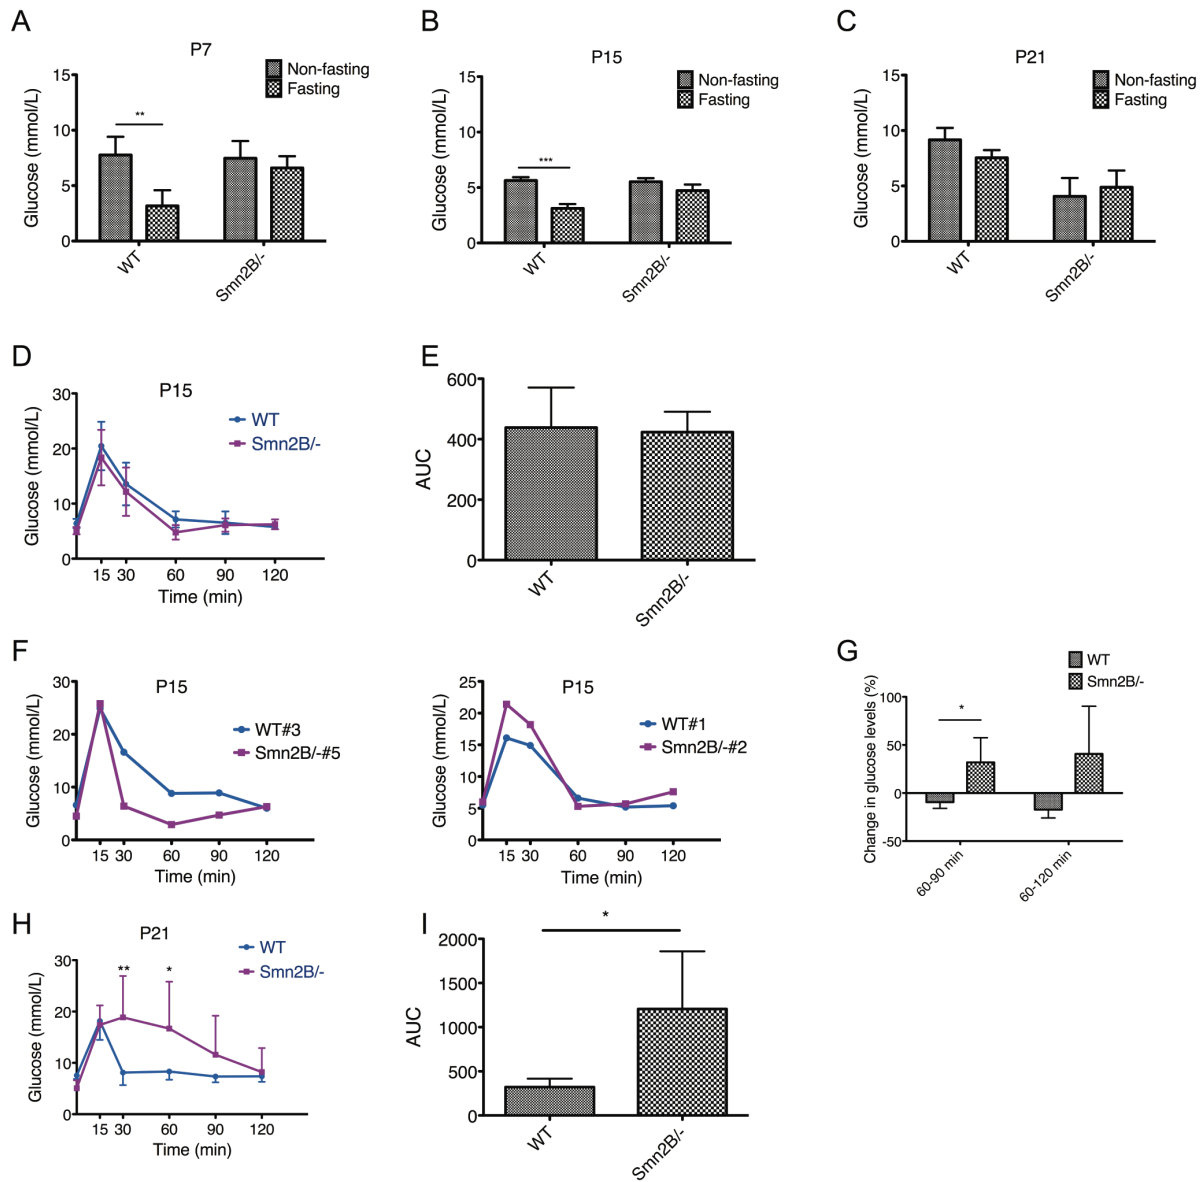 A
P7
Non-fasting
Fasting
Glucose (mmol/L)
15
10
5
0
**
WT
Smn2B/-
B
P15
Non-fasting
Fasting
Glucose (mmol/L)
15
10
5
0
***
WT
Smn2B/-
C
P21
Non-fasting
Fasting
Glucose (mmol/L)
15
10
5
0
WT
Smn2B/-
D
P15
WT
Smn2B/-
Glucose (mmol/L)
30
20
10
0
15 30 60 90 120
Time (min)
E
AUC
600
400
200
0
WT
Smn2B/-
F
P15
WT#3
Smn2B/-#5
Glucose (mmol/L)
30
20
10
0
15 30 60 90 120
Time (min)
P15
WT#1
Smn2B/-#2
Glucose (mmol/L)
25
20
15
10
5
0
15 30 60 90 120
Time (min)
G
WT
Smn2B/-
Change in glucose levels (%)
100
50
0
-50
*
60-90 min
60-120 min
H
P21
WT
Smn2B/-
Glucose (mmol/L)
30
20
10
0
** *
15 30 60 90 120
Time (min)
I
*
AUC
2000
1500
1000
500
0
WT
Smn2B/-